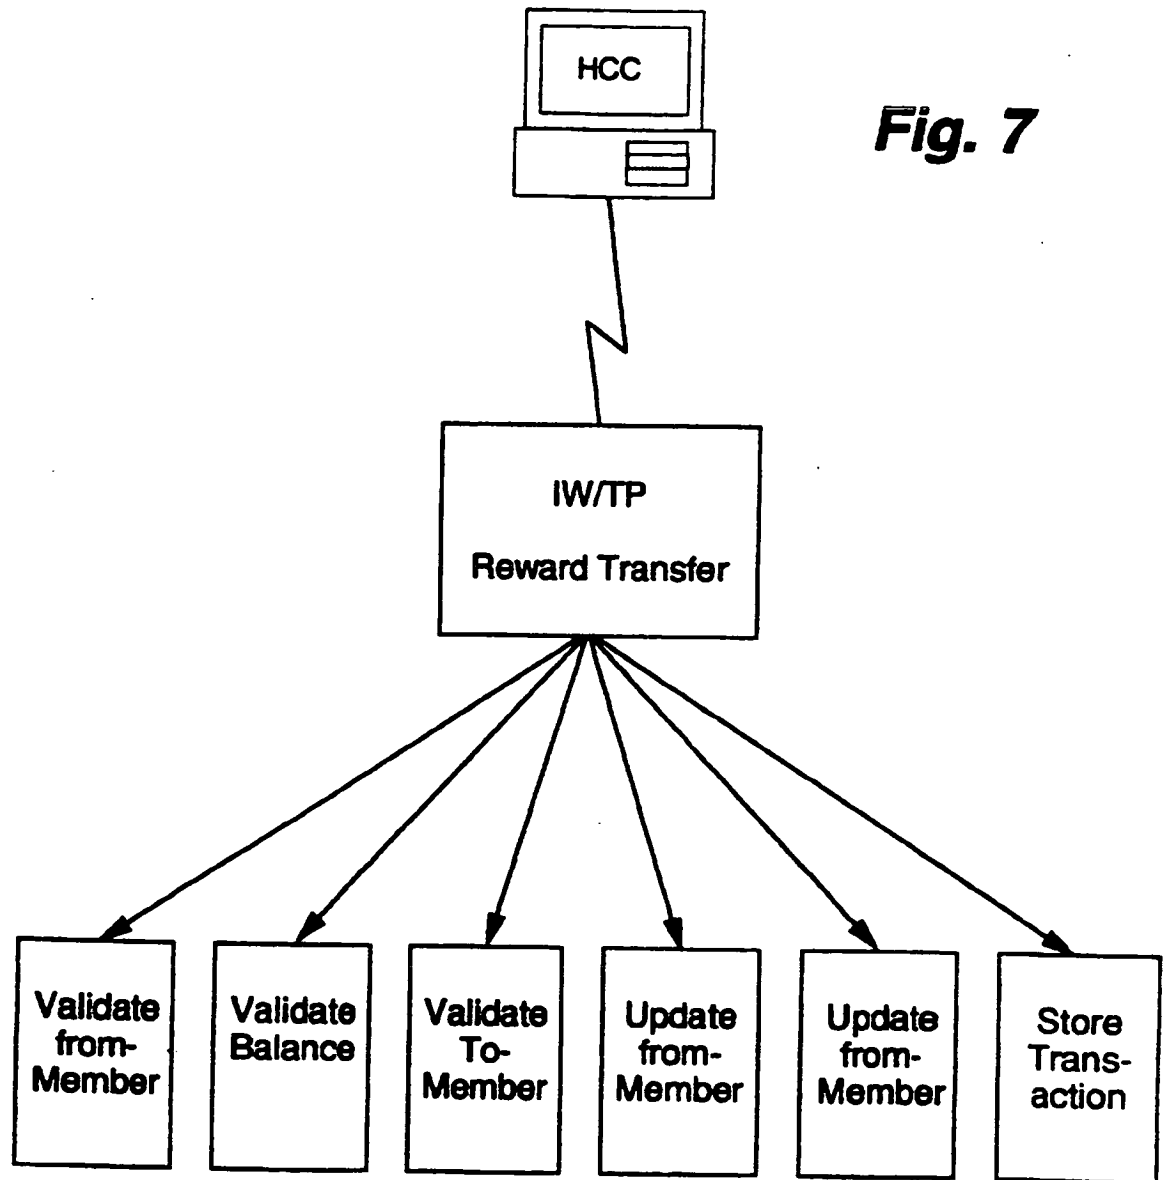 HCC
Fig. 7
IW/TP
Reward Transfer
Validate
from-
Member
Validate
Balance
Validate
To-
Member
Update
from-
Member
Update
from-
Member
Store
Trans-
action